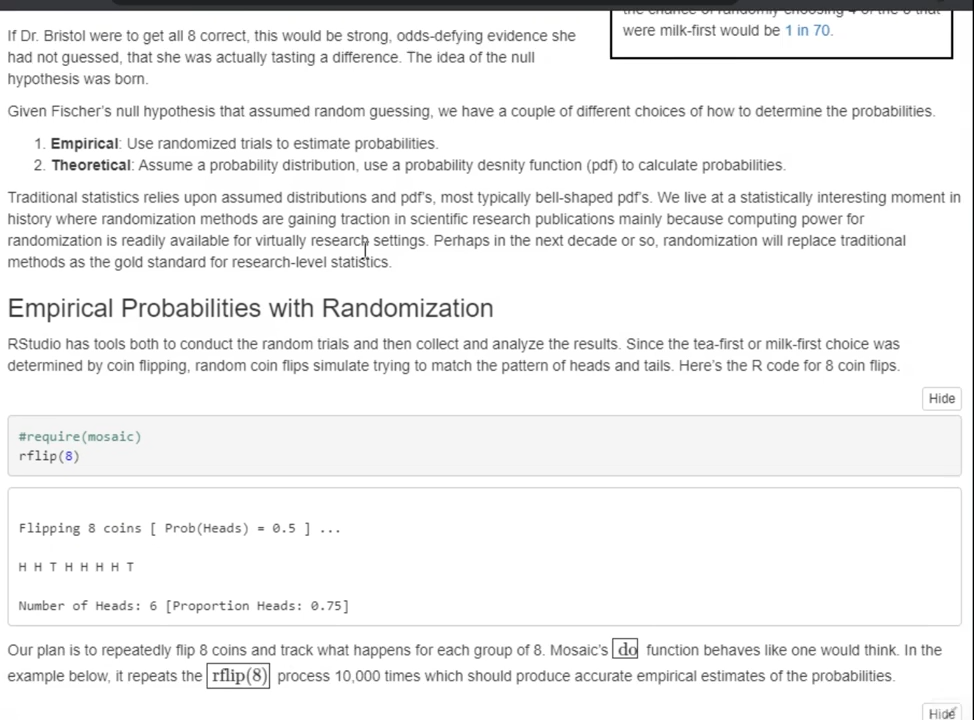 the chance of randomly choosing 4 of the 8 that
were milk-first would be 1 in 70.
If Dr. Bristol were to get all 8 correct, this would be strong, odds-defying evidence she
had not guessed, that she was actually tasting a difference. The idea of the null
hypothesis was born.
Given Fischer's null hypothesis that assumed random guessing, we have a couple of different choices of how to determine the probabilities.
1. Empirical: Use randomized trials to estimate probabilities.
2. Theoretical: Assume a probability distribution, use a probability desnity function (pdf) to calculate probabilities.
Traditional statistics relies upon assumed distributions and pdf's, most typically bell-shaped pdf's. We live at a statistically interesting moment in
history where randomization methods are gaining traction in scientific research publications mainly because computing power for
randomization is readily available for virtually research settings. Perhaps in the next decade or so, randomization will replace traditional
methods as the gold standard for research-level statistics.
Empirical Probabilities with Randomization
RStudio has tools both to conduct the random trials and then collect and analyze the results. Since the tea-first or milk-first choice was
determined by coin flipping, random coin flips simulate trying to match the pattern of heads and tails. Here's the R code for 8 coin flips.
Hide
#require(mosaic)
rflip(8)
Flipping 8 coins [ Prob(Heads) = 0.5 ] ...
H H T H H H H T
Number of Heads: 6 [Proportion Heads: 0.75]
Our plan is to repeatedly flip 8 coins and track what happens for each group of 8. Mosaic's do function behaves like one would think. In the
example below, it repeats the rflip(8) process 10,000 times which should produce accurate empirical estimates of the probabilities.
Hide